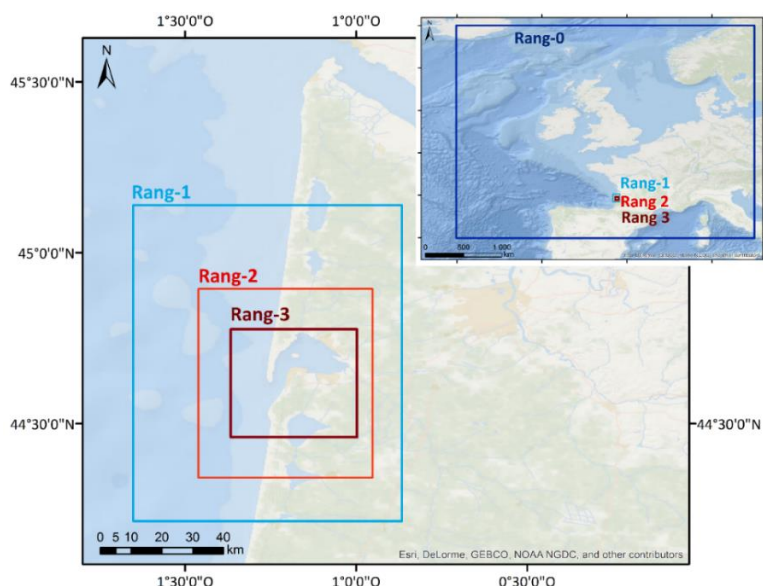 1°30'0"O
1°0'0"O
N
45°30'0"N
Rang-1
45°0'0"N
Rang-2
Rang-3
44°30'0"N
44°30'0"N
0 5 10 20 30 40
km
Esri, DeLorme, GEBCO, NOAA NGDC, and other contributors
1°30'0"O
1°0'0"O
0°30'0"O
N
Rang-0
Rang-1
Rang 2
Rang 3
0 500 1 000
km